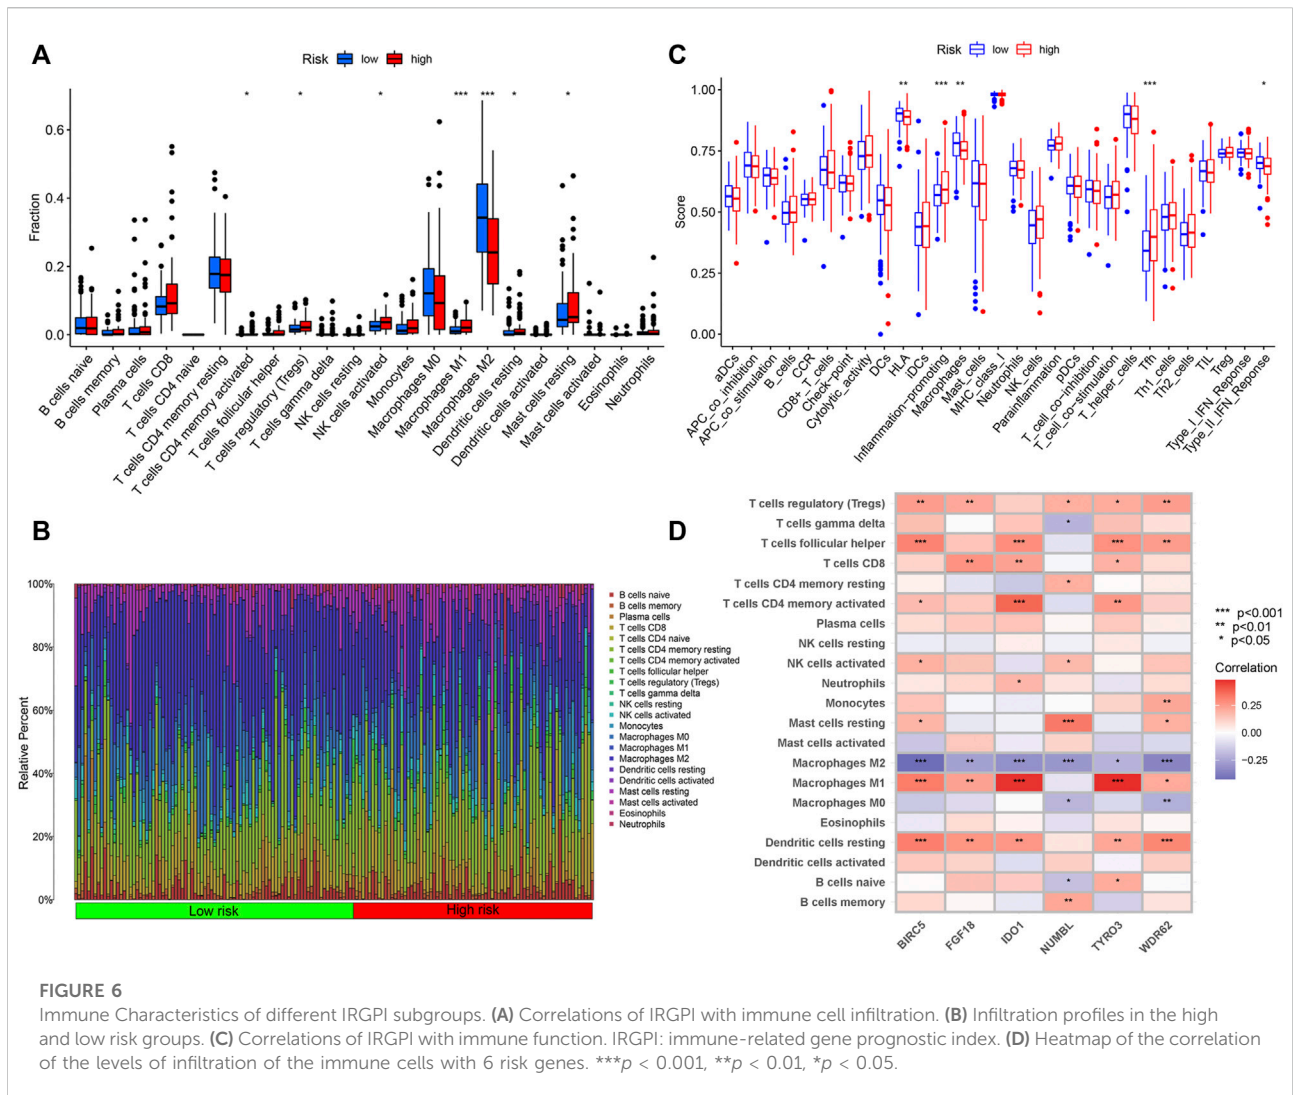 A
Risk low high
* * * *** *** * *
Fraction
0.6
0.4
0.2
0.0
B cells naive
B cells memory
Plasma cells
T cells CD8
T cells CD4 naive
T cells CD4 memory resting
T cells CD4 memory activated
T cells follicular helper
T cells regulatory (Tregs)
T cells gamma delta
NK cells resting
NK cells activated
Monocytes
Macrophages M0
Macrophages M1
Macrophages M2
Dendritic cells resting
Dendritic cells activated
Mast cells resting
Mast cells activated
Eosinophils
Neutrophils
C
Risk low high
** *** ** *** *
Score
1.00
0.75
0.50
0.25
0.00
aDCs
APC_co_inhibition
APC_co_stimulation
B_cells
CCR
CD8+_T_cells
Check-point
Cytolytic_activity
DCs
HLA
iDCs
Inflammation-promoting
Macrophages
Mast_cells
MHC_class_I
Neutrophils
NK_cells
Parainflammation
pDCs
T_cell_co-inhibition
T_cell_co-stimulation
T_helper_cells
Tfh
Th1_cells
Th2_cells
TIL
Treg
Type_I_IFN_Reponse
Type_II_IFN_Reponse
B
Relative Percent
100%
80%
60%
40%
20%
0%
Low risk High risk
B cells naive
B cells memory
Plasma cells
T cells CD8
T cells CD4 naive
T cells CD4 memory resting
T cells CD4 memory activated
T cells follicular helper
T cells regulatory (Tregs)
T cells gamma delta
NK cells resting
NK cells activated
Monocytes
Macrophages M0
Macrophages M1
Macrophages M2
Dendritic cells resting
Dendritic cells activated
Mast cells resting
Mast cells activated
Eosinophils
Neutrophils
D
T cells regulatory (Tregs) ** ** * * **
T cells gamma delta *
T cells follicular helper *** *** *** **
T cells CD8 ** ** *
T cells CD4 memory resting *
T cells CD4 memory activated * *** **
Plasma cells
NK cells resting
NK cells activated * *
Neutrophils *
Monocytes **
Mast cells resting * *** *
Mast cells activated
Macrophages M2 *** ** *** *** * ***
Macrophages M1 *** ** *** *** *
Macrophages M0 * **
Eosinophils
Dendritic cells resting *** ** ** ** ***
Dendritic cells activated
B cells naive * *
B cells memory **
BIRC5
FGF18
IDO1
NUMBL
TYRO3
WDR62
*** p<0.001
** p<0.01
* p<0.05
Correlation
0.25
0.00
−0.25
FIGURE 6
Immune Characteristics of different IRGPI subgroups. (A) Correlations of IRGPI with immune cell infiltration. (B) Infiltration profiles in the high
and low risk groups. (C) Correlations of IRGPI with immune function. IRGPI: immune-related gene prognostic index. (D) Heatmap of the correlation
of the levels of infiltration of the immune cells with 6 risk genes. ***p < 0.001, **p < 0.01, *p < 0.05.